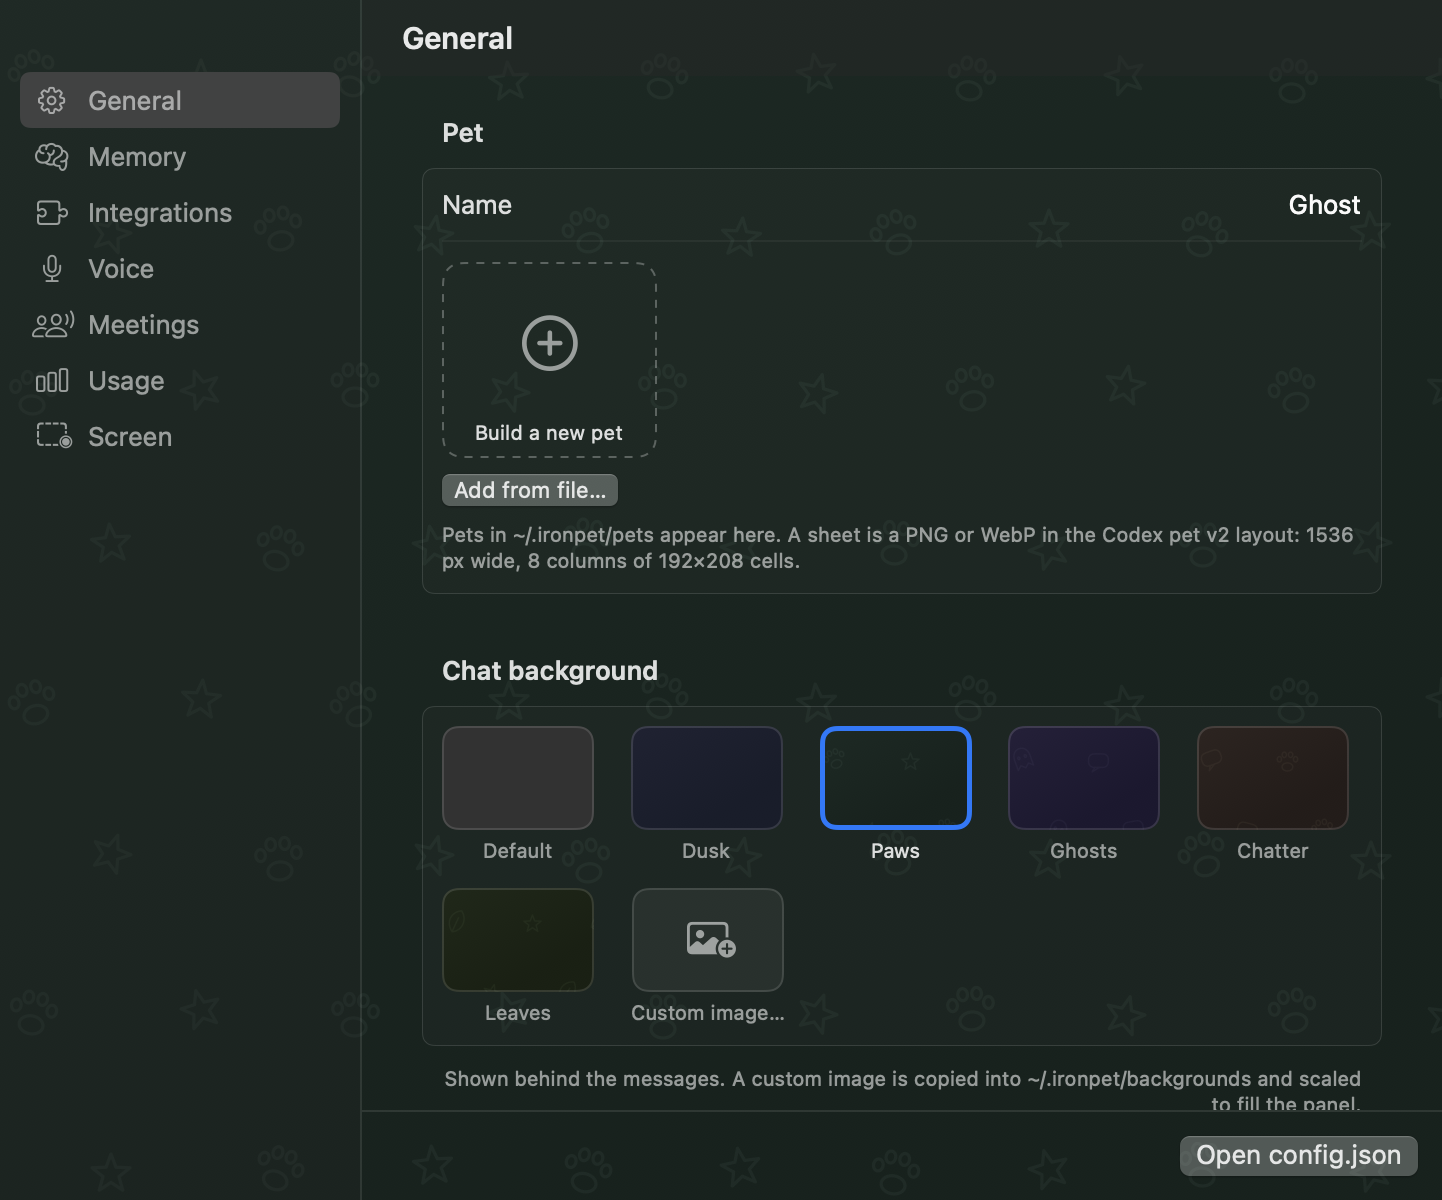 General
General
Memory
Integrations
Voice
Meetings
Usage
Screen
Pet
Name
Ghost
Build a new pet
Add from file...
Pets in ~/.ironpet/pets appear here. A sheet is a PNG or WebP in the Codex pet v2 layout: 1536
px wide, 8 columns of 192×208 cells.
Chat background
Default
Dusk
Paws
Ghosts
Chatter
Leaves
Custom image...
Shown behind the messages. A custom image is copied into ~/.ironpet/backgrounds and scaled
to fill the panel.
Open config.json